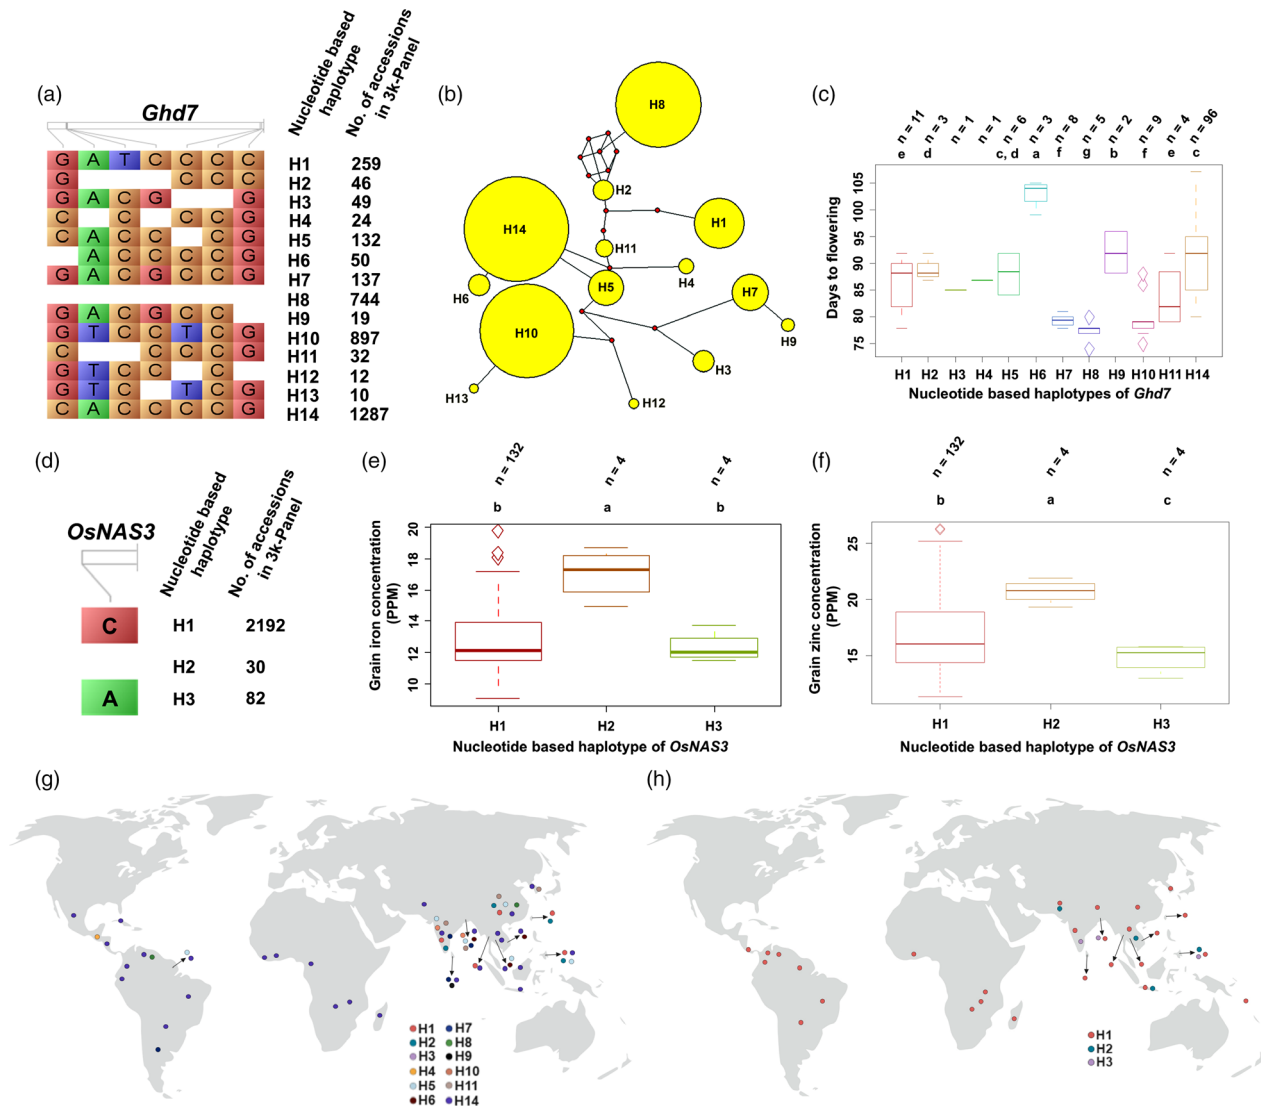 (a)
Ghd7
Nucleotide based
haplotype
No. of accessions
in 3k-Panel
G A T C C C C H1 259
G C C C H2 46
G A C G G H3 49
C C C C G H4 24
C A C C C G H5 132
A C C C C G H6 50
G A C G C C G H7 137
H8 744
G A C G C C H9 19
G T C C T C G H10 897
C C C C G H11 32
G T C C C H12 12
G T C T C G H13 10
C A C C C C G H14 1287
(b)
H8
H2
H14
H1
H11
H4
H6
H5
H7
H10
H9
H3
H13
H12
(c)
n = 11 n = 3 n = 1 n = 1 n = 6 n = 3 n = 8 n = 5 n = 2 n = 9 n = 4 n = 96
e d c, d a f g b f e c
Days to flowering
105
95
90
85
80
75
H1 H2 H3 H4 H5 H6 H7 H8 H9 H10 H11 H14
Nucleotide based haplotypes of Ghd7
(d)
OsNAS3
Nucleotide based
haplotype
No. of accessions
in 3k-Panel
C H1 2192
H2 30
A H3 82
(e)
n = 132 n = 4 n = 4
b a b
Grain iron concentration
(PPM)
20
18
16
14
12
10
H1 H2 H3
Nucleotide based haplotype of OsNAS3
(f)
n = 132 n = 4 n = 4
b a c
Grain zinc concentration
(PPM)
25
20
15
H1 H2 H3
Nucleotide based haplotype of OsNAS3
(g)
H1 H7
H2 H8
H3 H9
H4 H10
H5 H11
H6 H14
(h)
H1
H2
H3